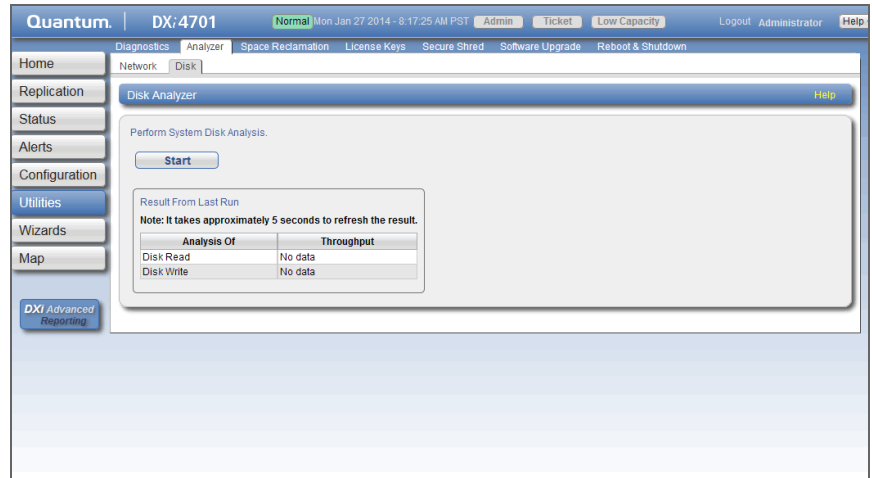 Quantum. DXi4701 Normal Mon Jan 27 2014 - 8:17:25 AM PST Admin Ticket Low Capacity Logout Administrator Help
Diagnostics Analyzer Space Reclamation License Keys Secure Shred Software Upgrade Reboot & Shutdown
Network Disk
Home
Replication
Status
Alerts
Configuration
Utilities
Wizards
Map
DXi Advanced
Reporting
Disk Analyzer Help
Perform System Disk Analysis.
Start
Result From Last Run
Note: It takes approximately 5 seconds to refresh the result.
Analysis Of Throughput
Disk Read No data
Disk Write No data